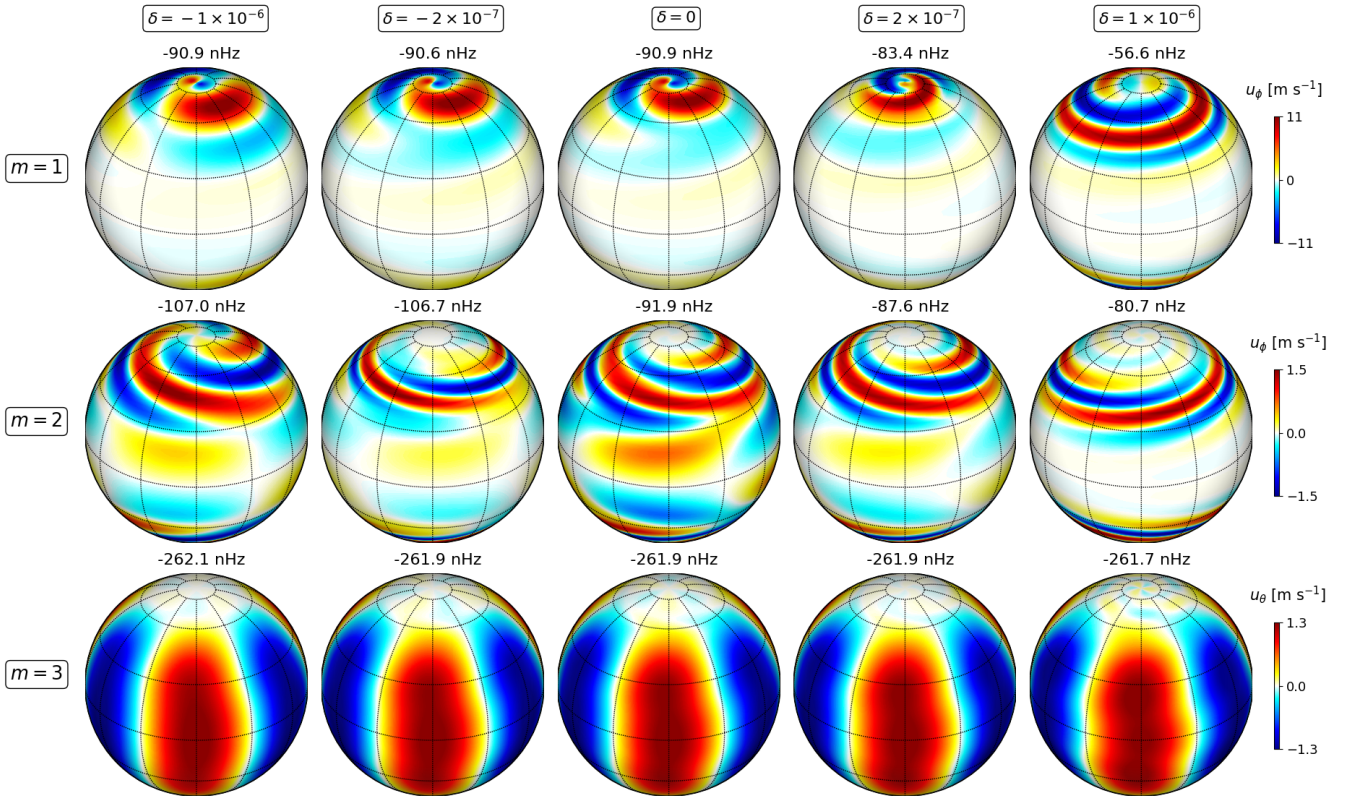 δ = −1 × 10⁻⁶ δ = −2 × 10⁻⁷ δ = 0 δ = 2 × 10⁻⁷ δ = 1 × 10⁻⁶
-90.9 nHz -90.6 nHz -90.9 nHz -83.4 nHz -56.6 nHz
u_ϕ [m s⁻¹]
11
m = 1
0
−11
-107.0 nHz -106.7 nHz -91.9 nHz -87.6 nHz -80.7 nHz
u_ϕ [m s⁻¹]
1.5
m = 2
0.0
−1.5
-262.1 nHz -261.9 nHz -261.9 nHz -261.9 nHz -261.7 nHz
u_θ [m s⁻¹]
1.3
m = 3
0.0
−1.3